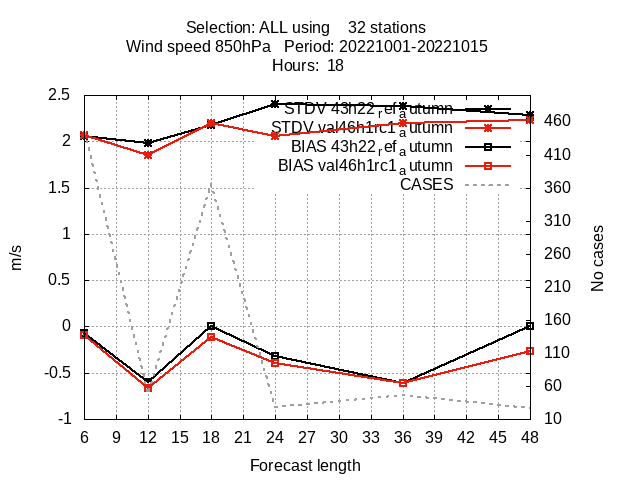 Selection: ALL using    32 stations
Wind speed 850hPa   Period: 20221001-20221015
Hours:  18
2.5
2
1.5
1
0.5
0
-0.5
-1
m/s
STDV 43h22_ref_autumn
STDV val46h1rc1_autumn
BIAS 43h22_ref_autumn
BIAS val46h1rc1_autumn
CASES
460
410
360
310
260
210
160
110
60
10
No cases
6 9 12 15 18 21 24 27 30 33 36 39 42 45 48
Forecast length